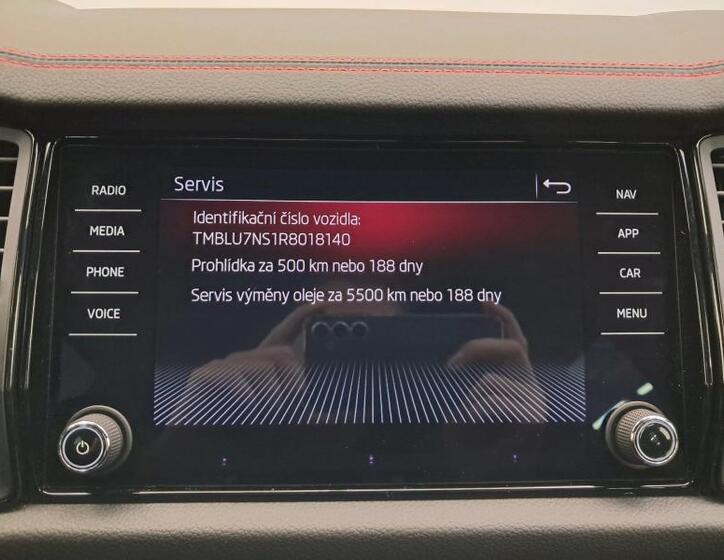 Servis
RADIO
MEDIA
PHONE
VOICE
Identifikační číslo vozidla:
TMBLU7NS1R8018140
Prohlídka za 500 km nebo 188 dny
Servis výměny oleje za 5500 km nebo 188 dny
NAV
APP
CAR
MENU